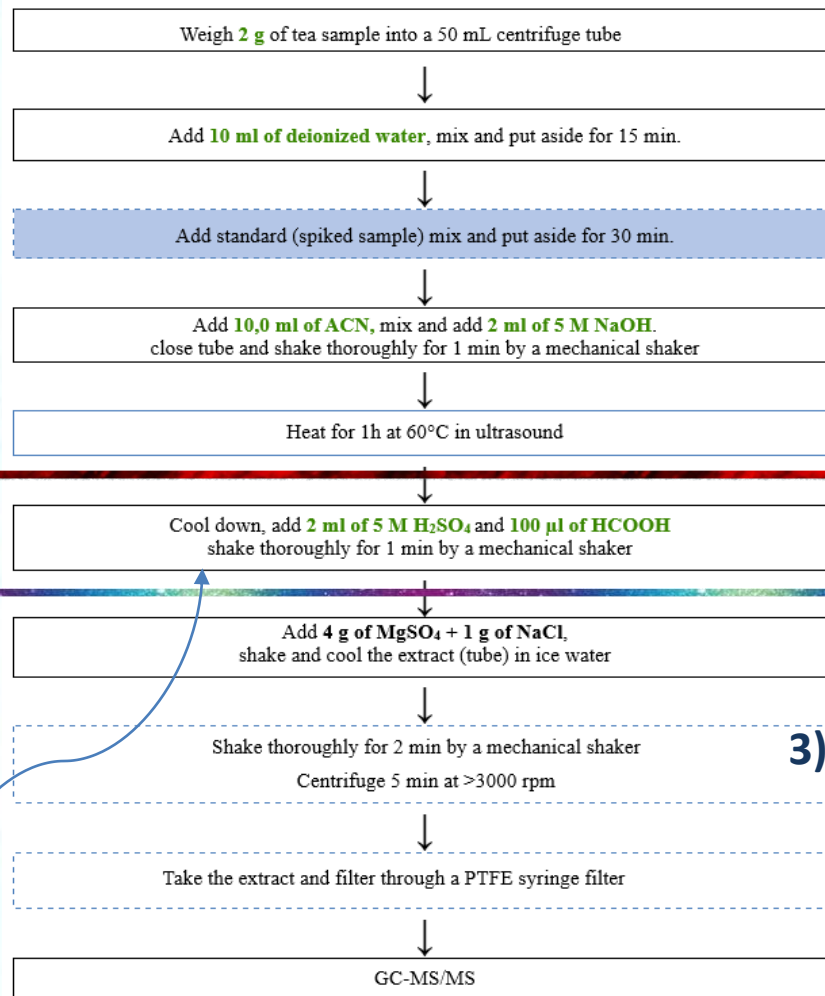 Weigh 2 g of tea sample into a 50 mL centrifuge tube
Add 10 ml of deionized water, mix and put aside for 15 min.
Add standard (spiked sample) mix and put aside for 30 min.
Add 10,0 ml of ACN, mix and add 2 ml of 5 M NaOH.
close tube and shake thoroughly for 1 min by a mechanical shaker
Heat for 1h at 60°C in ultrasound
Cool down, add 2 ml of 5 M H₂SO₄ and 100 µl of HCOOH
shake thoroughly for 1 min by a mechanical shaker
Add 4 g of MgSO₄ + 1 g of NaCl,
shake and cool the extract (tube) in ice water
Shake thoroughly for 2 min by a mechanical shaker
3)
Centrifuge 5 min at >3000 rpm
Take the extract and filter through a PTFE syringe filter
GC-MS/MS